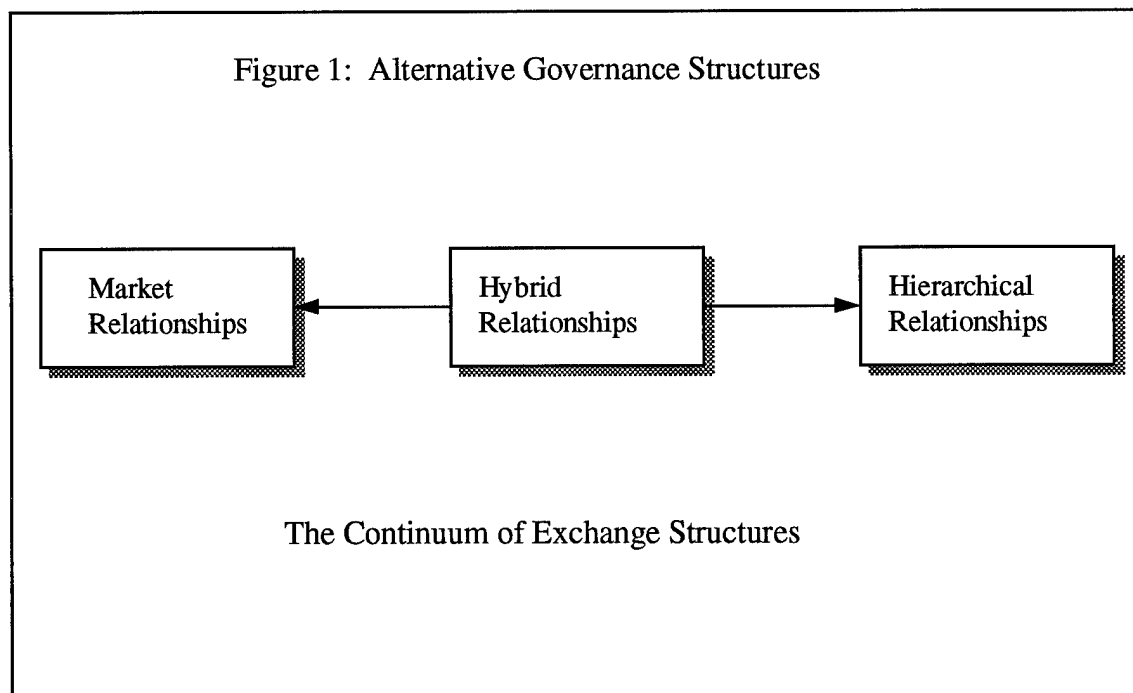 Figure 1: Alternative Governance Structures
Market
Relationships
Hybrid
Relationships
Hierarchical
Relationships
The Continuum of Exchange Structures